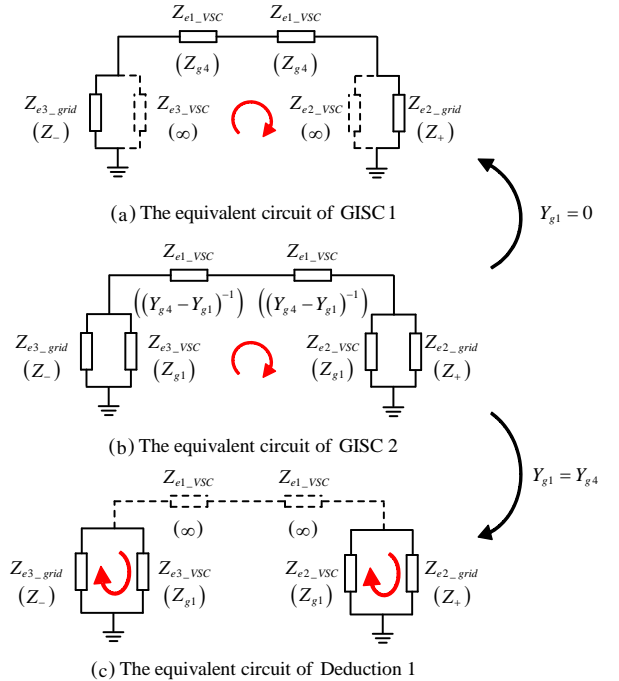 Z_{e1_VSC} Z_{e1_VSC}
(Z_{g4}) (Z_{g4})
Z_{e3_grid} Z_{e3_VSC} Z_{e2_VSC} Z_{e2_grid}
(Z_−) (∞) (∞) (Z_+)
(a) The equivalent circuit of GISC 1
Y_{g1} = 0
Z_{e1_VSC} Z_{e1_VSC}
((Y_{g4} − Y_{g1})^{−1}) ((Y_{g4} − Y_{g1})^{−1})
Z_{e3_grid} Z_{e3_VSC} Z_{e2_VSC} Z_{e2_grid}
(Z_−) (Z_{g1}) (Z_{g1}) (Z_+)
(b) The equivalent circuit of GISC 2
Y_{g1} = Y_{g4}
Z_{e1_VSC} Z_{e1_VSC}
(∞) (∞)
Z_{e3_grid} Z_{e3_VSC} Z_{e2_VSC} Z_{e2_grid}
(Z_−) (Z_{g1}) (Z_{g1}) (Z_+)
(c) The equivalent circuit of Deduction 1